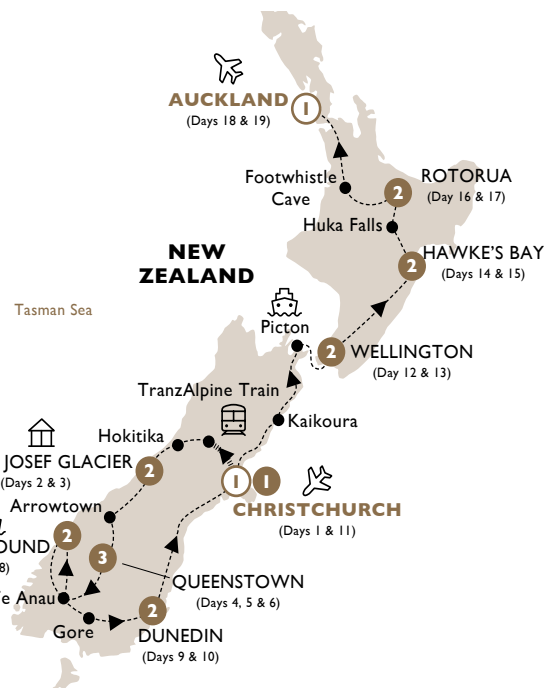 AUCKLAND
1
(Days 18 & 19)
Footwhistle
Cave
ROTORUA
2
(Day 16 & 17)
Huka Falls
NEW
ZEALAND
HAWKE'S BAY
2
(Days 14 & 15)
Tasman Sea
Picton
2
WELLINGTON
(Day 12 & 13)
TranzAlpine Train
Kaikoura
Hokitika
JOSEF GLACIER
2
(Days 2 & 3)
1
1
CHRISTCHURCH
(Days 1 & 11)
Arrowtown
OUND
2
8)
3
QUEENSTOWN
(Days 4, 5 & 6)
e Anau
Gore
2
DUNEDIN
(Days 9 & 10)